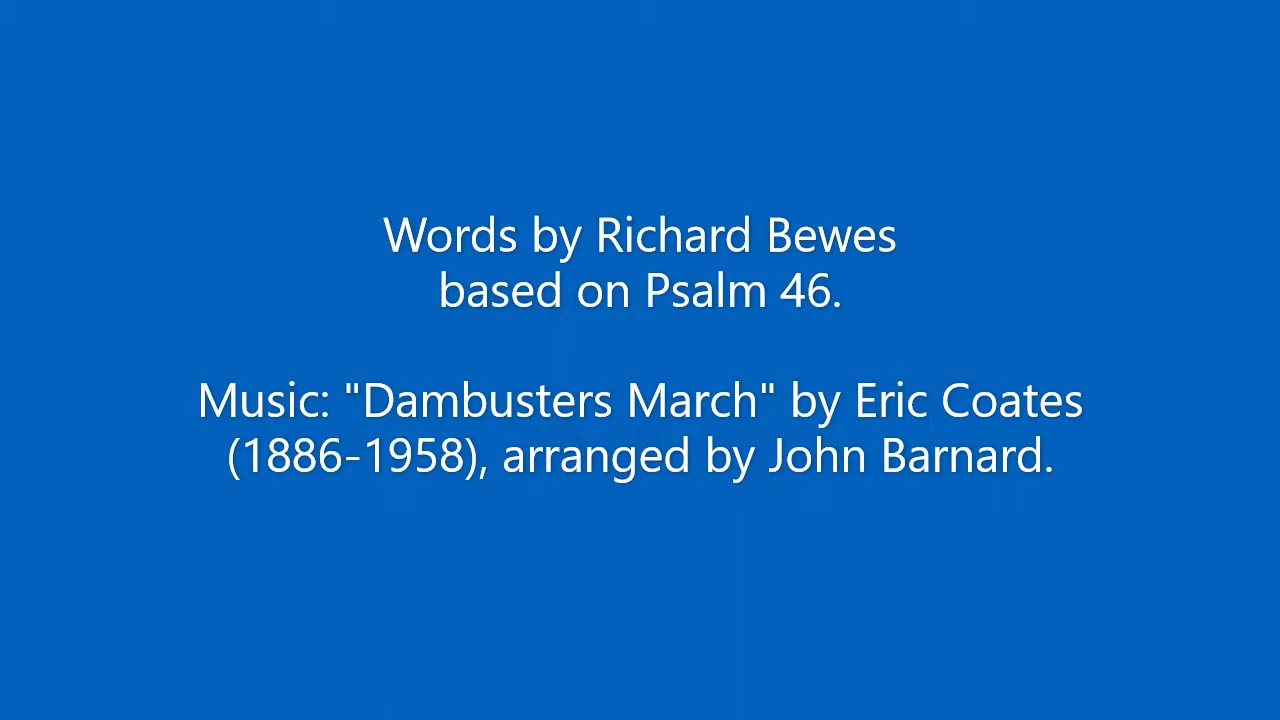 Words by Richard Bewes
based on Psalm 46.
Music: "Dambusters March" by Eric Coates
(1886-1958), arranged by John Barnard.